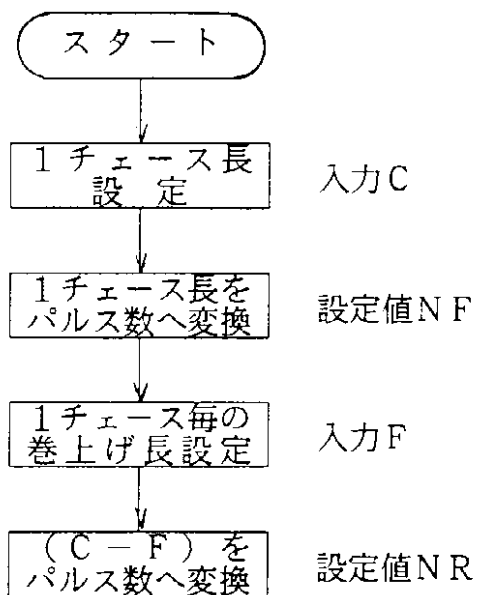 スタート
1チェース長
設定
入力C
1チェース長を
パルス数へ変換
設定値NF
1チェース毎の
巻上げ長設定
入力F
(C-F)を
パルス数へ変換
設定値NR